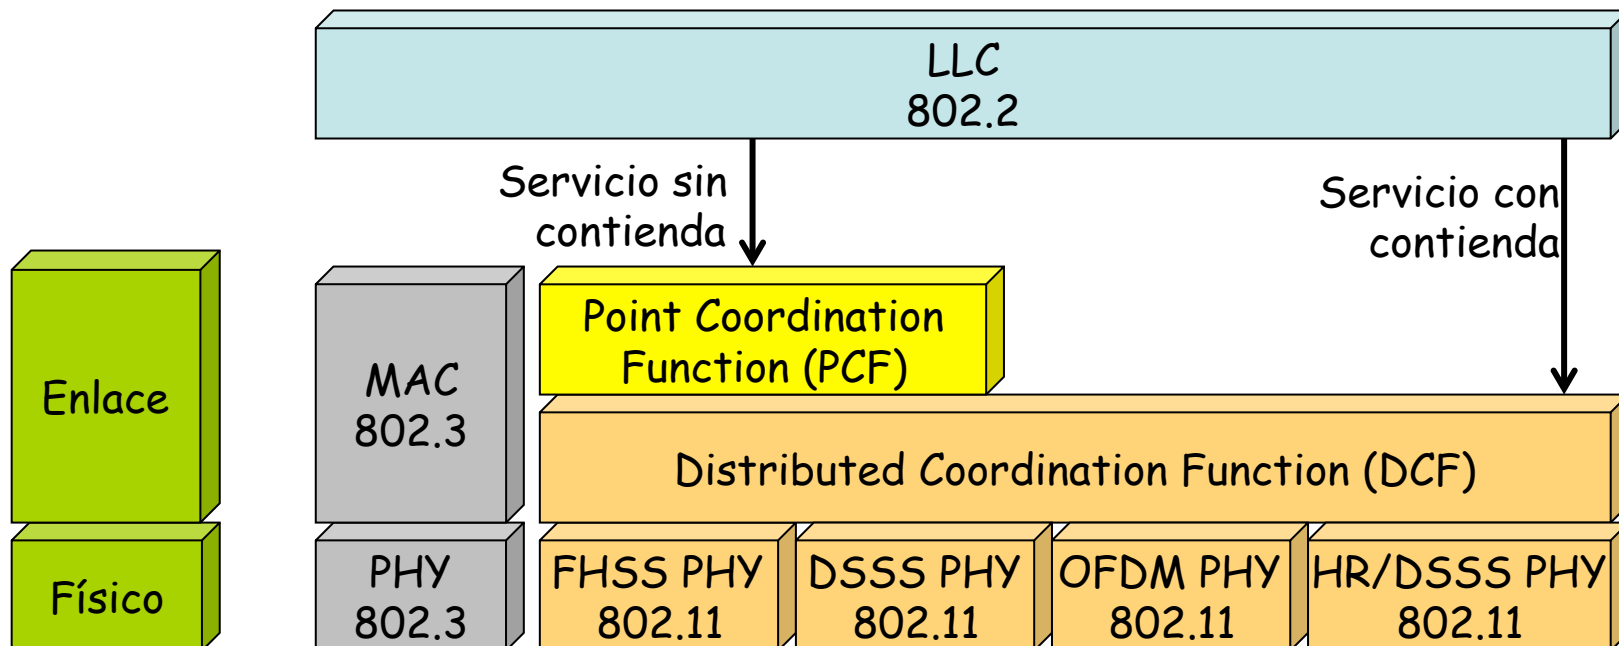 LLC
802.2
Servicio sin
contienda
Servicio con
contienda
Enlace
MAC
802.3
Point Coordination
Function (PCF)
Distributed Coordination Function (DCF)
Físico
PHY
802.3
FHSS PHY
802.11
DSSS PHY
802.11
OFDM PHY
802.11
HR/DSSS PHY
802.11